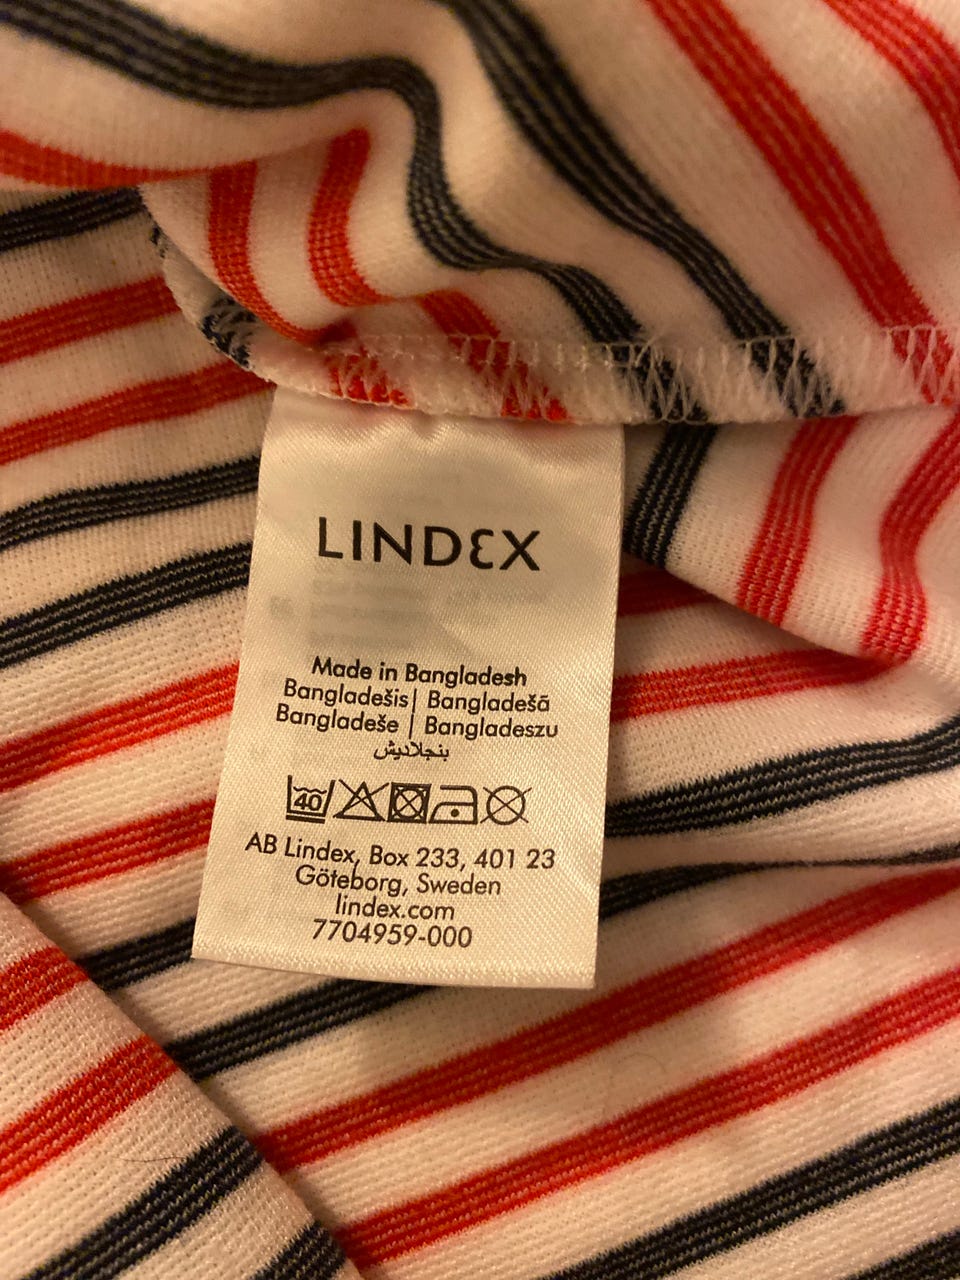 LINDEX
Made in Bangladesh
Bangladešis| Bangladešā
Bangladeše | Bangladeszu
بنجلاديش
40
AB Lindex, Box 233, 401 23
Göteborg, Sweden
lindex.com
7704959-000